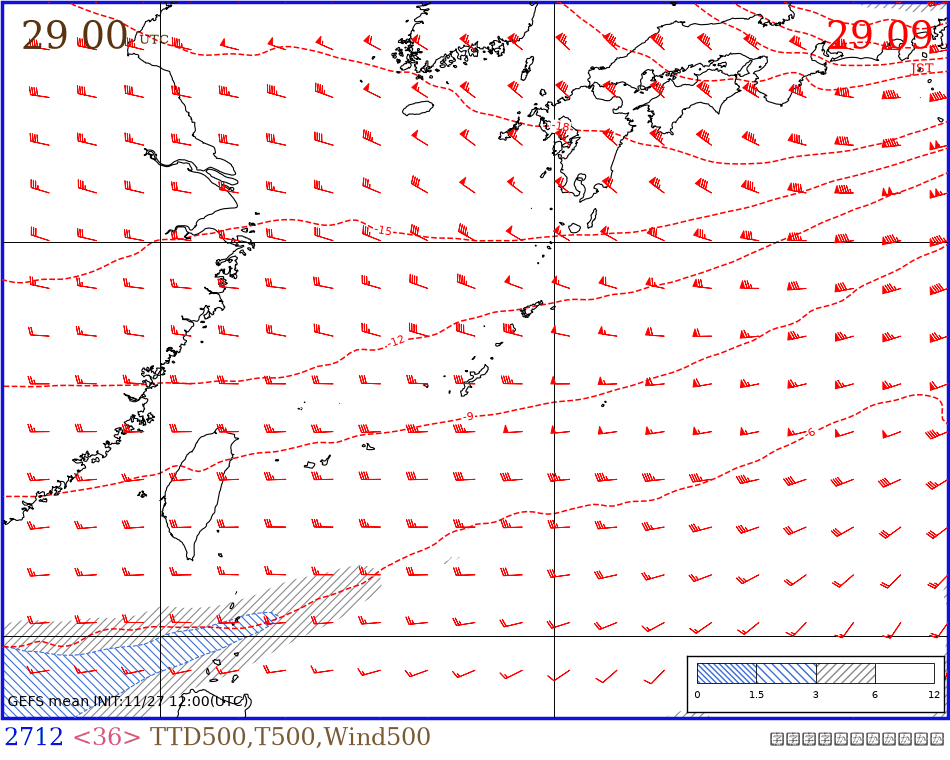 29 00 UTC
29 09 JST
-18
-15
-12
-9
-6
GEFS mean INIT:11/27 12:00(UTC)
0 1.5 3 6 12
2712 <36> TTD500,T500,Wind500